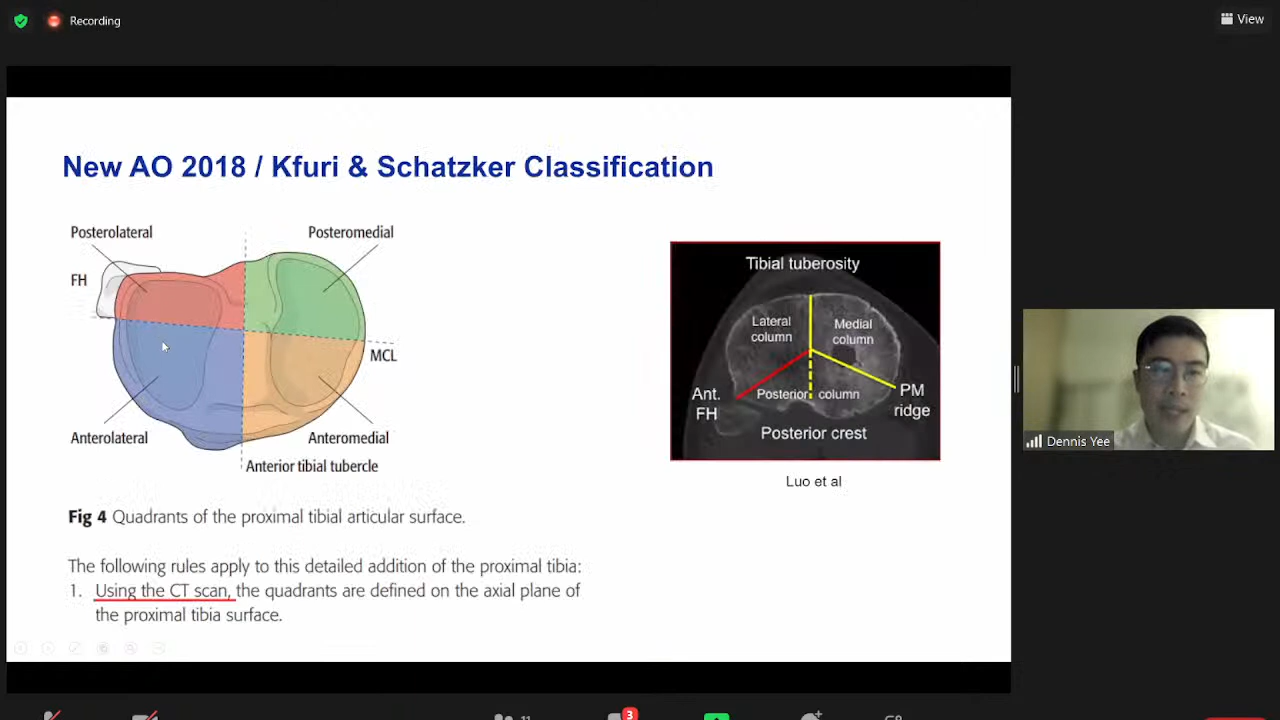 Recording
View
New AO 2018 / Kfuri & Schatzker Classification
Posterolateral
Posteromedial
FH
MCL
Anterolateral
Anteromedial
Anterior tibial tubercle
Fig 4 Quadrants of the proximal tibial articular surface.
The following rules apply to this detailed addition of the proximal tibia:
1. Using the CT scan, the quadrants are defined on the axial plane of
the proximal tibia surface.
Tibial tuberosity
Lateral
column
Medial
column
Ant.
FH
Posterior column
PM
ridge
Posterior crest
Luo et al
Dennis Yee
11
3